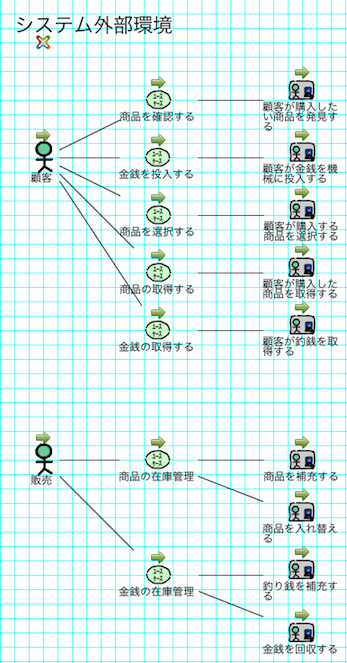 システム外部環境
商品を確認する
顧客が購入した
い商品を発見す
る
顧客
金銭を投入する
顧客が金銭を機
械に投入する
商品を選択する
顧客が購入する
商品を選択する
商品の取得する
顧客が購入した
商品を取得する
金銭の取得する
顧客が釣銭を取
得する
販売
商品の在庫管理
商品を補充する
商品を入れ替え
る
金銭の在庫管理
釣り銭を補充す
る
金銭を回収する